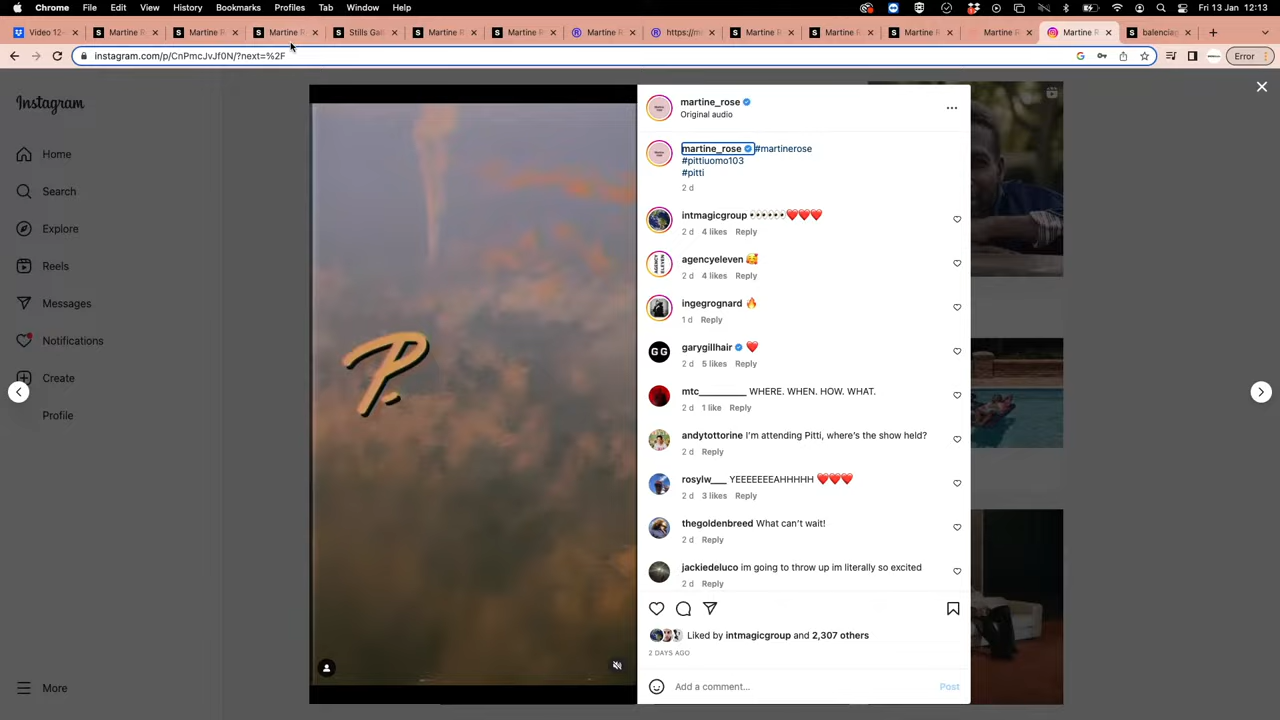 Chrome File Edit View History Bookmarks Profiles Tab Window Help
Fri 13 Jan 12:13
Video 12-
Martine R
Martine R
Martine R
Stills Gal
Martine R
Martine R
Martine R
https://m
Martine R
Martine R
Martine R
Martine R
Martine R
balenciag
instagram.com/p/CnPmcJvJf0N/?next=%2F
Error
Instagram
Home
Search
Explore
Reels
Messages
Notifications
Create
Profile
More
P.
martine_rose
Original audio
martine_rose #martinerose
#pittiuomo103
#pitti
2 d
intmagicgroup 👀👀👀❤️❤️❤️
2 d 4 likes Reply
AGENCY ELEVEN
agencyeleven 🥰
2 d 4 likes Reply
ingegrognard 🔥
1 d Reply
GG
garygillhair ❤️
2 d 5 likes Reply
mtc__________ WHERE. WHEN. HOW. WHAT.
2 d 1 like Reply
andytottorine I'm attending Pitti, where's the show held?
2 d Reply
rosylw___ YEEEEEEEAHHHHH ❤️❤️❤️
2 d 3 likes Reply
thegoldenbreed What can't wait!
2 d Reply
jackiedeluco im going to throw up im literally so excited
2 d Reply
Liked by intmagicgroup and 2,307 others
2 DAYS AGO
Add a comment... Post